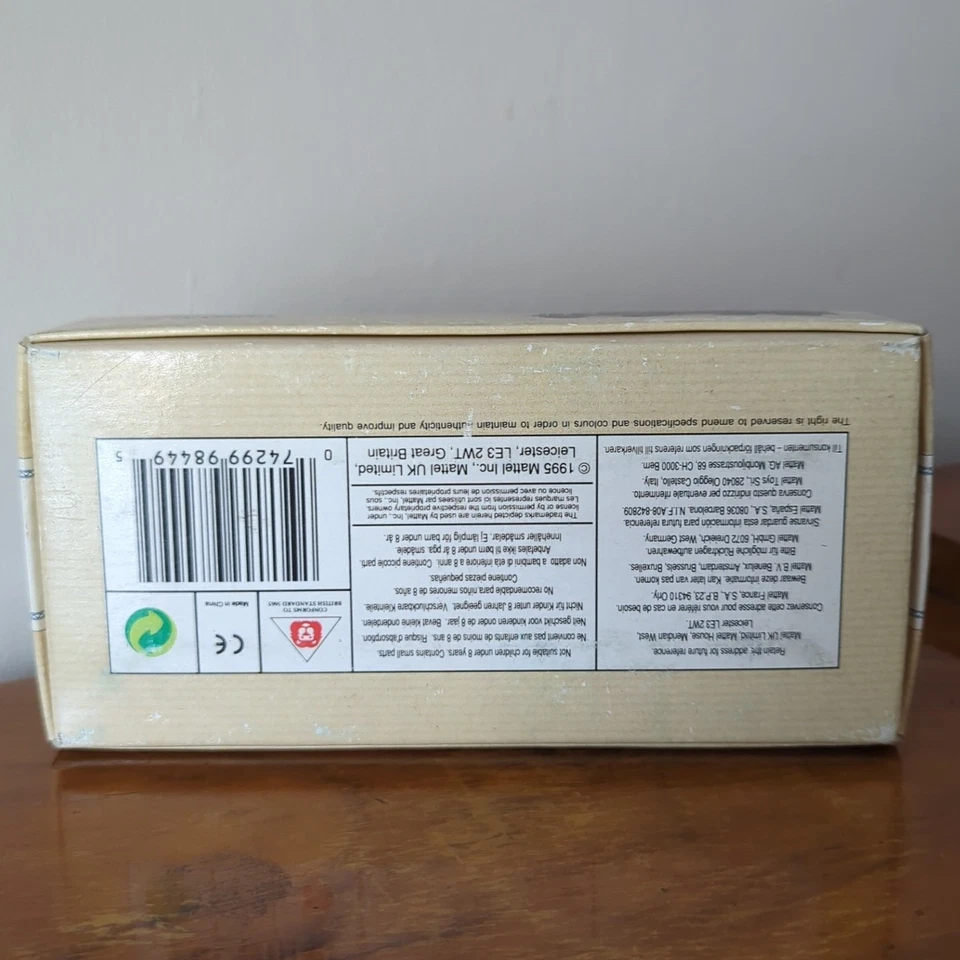 Retain the address for future reference.
Mattel UK Limited, Mattel House, Meridian West,
Leicester LE3 2WT.
Conservez cette adresse pour vous référer en cas de besoin
Mattel France, S.A., B.P.23, 94310 Orly.
Bewaar deze informatie. Kan later van pas komen.
Mattel B.V. Benelux, Amsterdam, Brussels, Bruxelles.
Bitte für mögliche Rückfragen aufbewahren.
Mattel GmbH, 6072 Dreieich, West Germany.
Sirvanse guardar esta información para futura referencia
Mattel España, S.A., 08036 Barcelona. N.I.F. A08-842809
Conserva questo indirizzo per eventuale riferimento
Mattel Toys Sri, 28040 Oleggio Castello, Italy,
Mattel AG, Monbijoustrasse, 68, CH-3000 Bern.
Til konsumenten – behåll förpackningen som referens till tillverkaren.
Not suitable for children under 8 years. Contains small parts.
Ne convenir pas aux enfants de moins de 8 ans. Risque d'absorption.
Niet geschikt voor kinderen onder de 8 jaar. Bevat kleine onderdelen.
Nicht für Kinder unter 8 Jahren geeignet. Verschluckbare Kleinteile.
No recomendable para niños menores de 8 años.
Contiene piezas pequeñas.
Non adatto a bambini di età inferiore a 8 anni. Contiene piccole parti.
Anbetales ikke til børn under 8 år pga. smådele.
Innehåller smådelar. Ej lämplig för barn under 8 år.
The trademarks depicted herein are used by Mattel, Inc., under
license or by permission from the respective proprietary owners.
Les marques représentées ici sont utilisées par Mattel, Inc., sous
licence ou avec permission de leurs propriétaires respectifs.
© 1995 Mattel Inc., Mattel UK Limited,
Leicester, LE3 2WT, Great Britain
CONFORMS TO
BRITISH STANDARD 5665
CE
Made in China
0 74299 98449 5
The right is reserved to amend specifications and colours in order to maintain authenticity and improve quality.